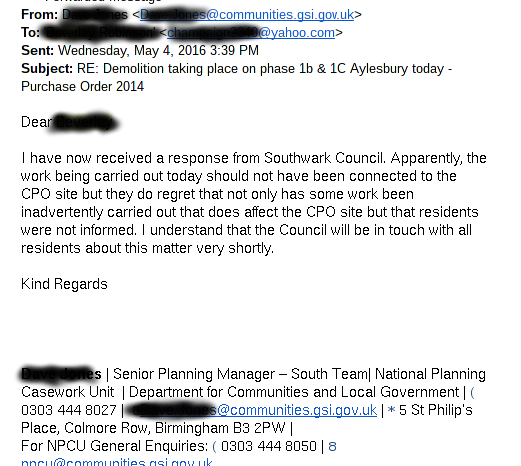 From: <@communities.gsi.gov.uk>
To: <@yahoo.com>
Sent: Wednesday, May 4, 2016 3:39 PM
Subject: RE: Demolition taking place on phase 1b & 1C Aylesbury today -
Purchase Order 2014
Dear
I have now received a response from Southwark Council. Apparently, the
work being carried out today should not have been connected to the
CPO site but they do regret that not only has some work been
inadvertently carried out that does affect the CPO site but that residents
were not informed. I understand that the Council will be in touch with all
residents about this matter very shortly.
Kind Regards
| Senior Planning Manager – South Team| National Planning
Casework Unit | Department for Communities and Local Government | (
0303 444 8027 | @communities.gsi.gov.uk | * 5 St Philip's
Place, Colmore Row, Birmingham B3 2PW |
For NPCU General Enquiries: ( 0303 444 8050 | 8
npcu@communities.gsi.gov.uk